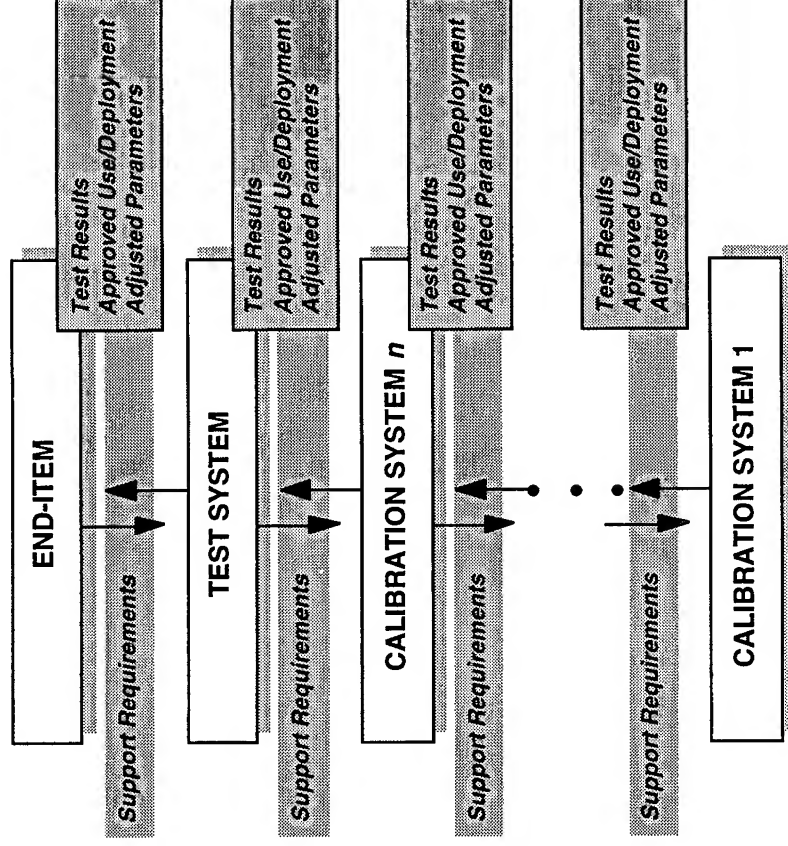 END-ITEM
Support Requirements
Test Results
Approved Use/Deployment
Adjusted Parameters
TEST SYSTEM
Support Requirements
Test Results
Approved Use/Deployment
Adjusted Parameters
CALIBRATION SYSTEM n
Support Requirements
Test Results
Approved Use/Deployment
Adjusted Parameters
Support Requirements
Test Results
Approved Use/Deployment
Adjusted Parameters
CALIBRATION SYSTEM 1